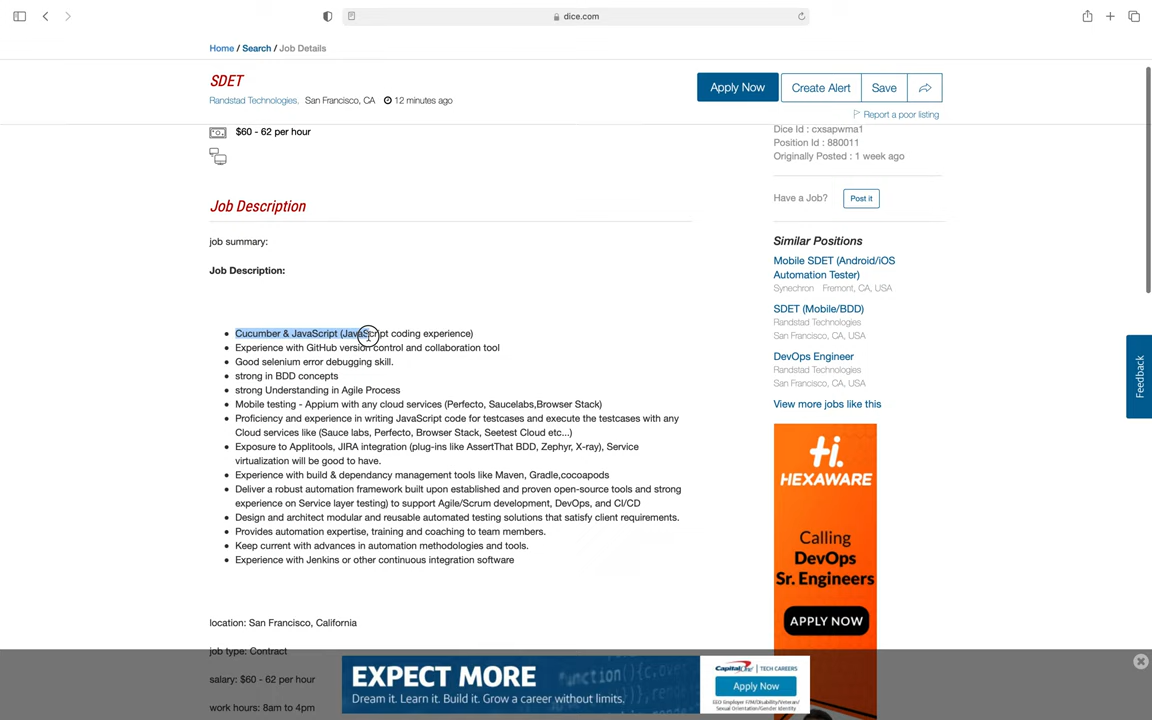 dice.com
Home / Search / Job Details
SDET
Randstad Technologies, San Francisco, CA 12 minutes ago
Apply Now
Create Alert
Save
Report a poor listing
$60 - 62 per hour
Dice Id : cxsapwma1
Position Id : 880011
Originally Posted : 1 week ago
Have a Job? Post it
Job Description
job summary:
Job Description:
Cucumber & JavaScript (JavaScript coding experience)
Experience with GitHub version control and collaboration tool
Good selenium error debugging skill.
strong in BDD concepts
strong Understanding in Agile Process
Mobile testing - Appium with any cloud services (Perfecto, Saucelabs,Browser Stack)
Proficiency and experience in writing JavaScript code for testcases and execute the testcases with any
Cloud services like (Sauce labs, Perfecto, Browser Stack, Seetest Cloud etc...)
Exposure to Applitools, JIRA integration (plug-ins like AssertThat BDD, Zephyr, X-ray), Service
virtualization will be good to have.
Experience with build & dependancy management tools like Maven, Gradle,cocoapods
Deliver a robust automation framework built upon established and proven open-source tools and strong
experience on Service layer testing) to support Agile/Scrum development, DevOps, and CI/CD
Design and architect modular and reusable automated testing solutions that satisfy client requirements.
Provides automation expertise, training and coaching to team members.
Keep current with advances in automation methodologies and tools.
Experience with Jenkins or other continuous integration software
location: San Francisco, California
job type: Contract
salary: $60 - 62 per hour
work hours: 8am to 4pm
Similar Positions
Mobile SDET (Android/iOS
Automation Tester)
Synechron Fremont, CA, USA
SDET (Mobile/BDD)
Randstad Technologies
San Francisco, CA, USA
DevOps Engineer
Randstad Technologies
San Francisco, CA, USA
View more jobs like this
hi.
HEXAWARE
Calling
DevOps
Sr. Engineers
APPLY NOW
Feedback
EXPECT MORE
Dream it. Learn it. Build it. Grow a career without limits.
function(){c.over
Capital One TECH CAREERS
Apply Now
EEO Employer F/M/Disability/Veteran/
Sexual Orientation/Gender Identity